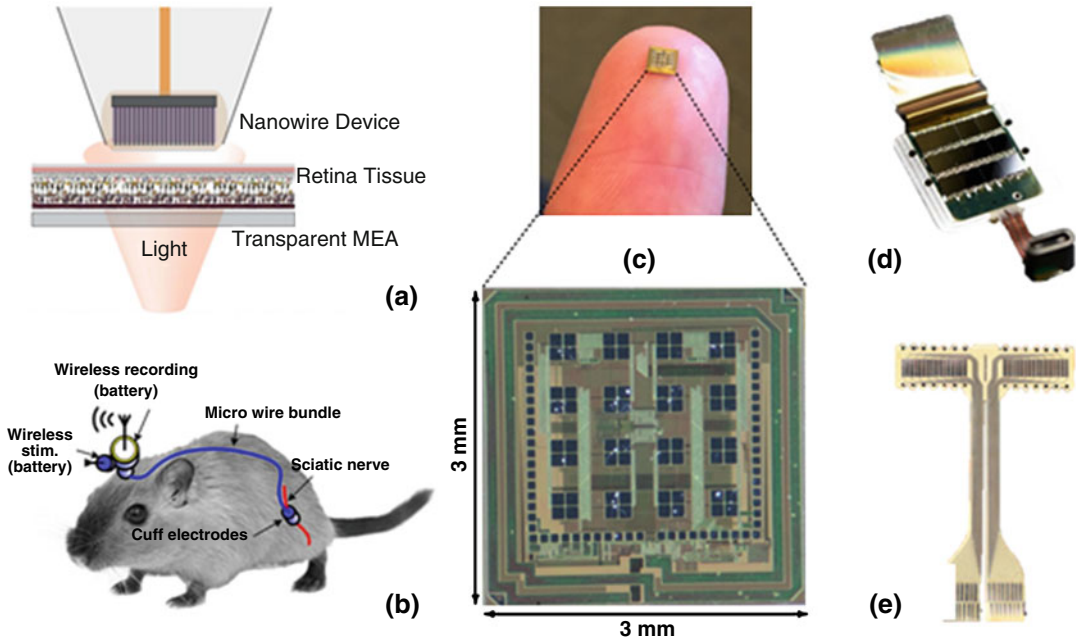 Nanowire Device
Retina Tissue
Transparent MEA
Light
(a)
Wireless recording
(battery)
Micro wire bundle
Wireless
stim.
(battery)
Sciatic nerve
Cuff electrodes
(b)
(c)
3 mm
3 mm
(d)
(e)